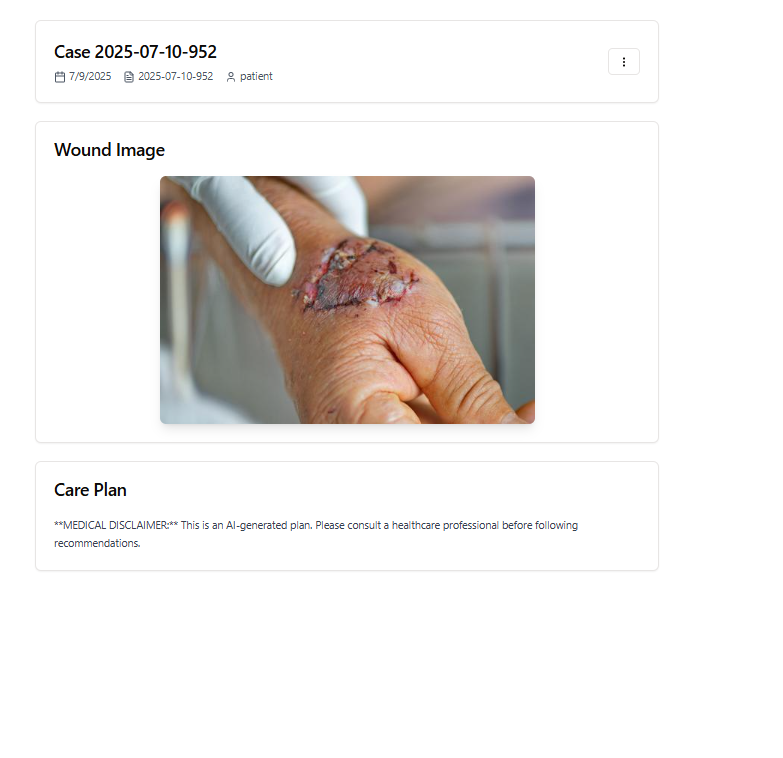 Case 2025-07-10-952
7/9/2025 2025-07-10-952 patient
Wound Image
Care Plan
**MEDICAL DISCLAIMER:** This is an AI-generated plan. Please consult a healthcare professional before following
recommendations.